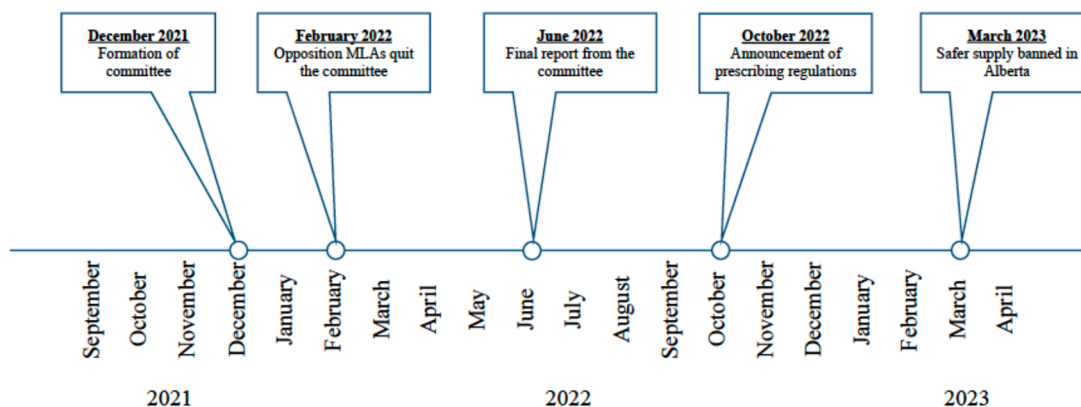 December 2021
Formation of
committee
February 2022
Opposition MLAs quit
the committee
June 2022
Final report from the
committee
October 2022
Announcement of
prescribing regulations
March 2023
Safer supply banned in
Alberta
September
October
November
December
January
February
March
April
May
June
July
August
September
October
November
December
January
February
March
April
2021
2022
2023